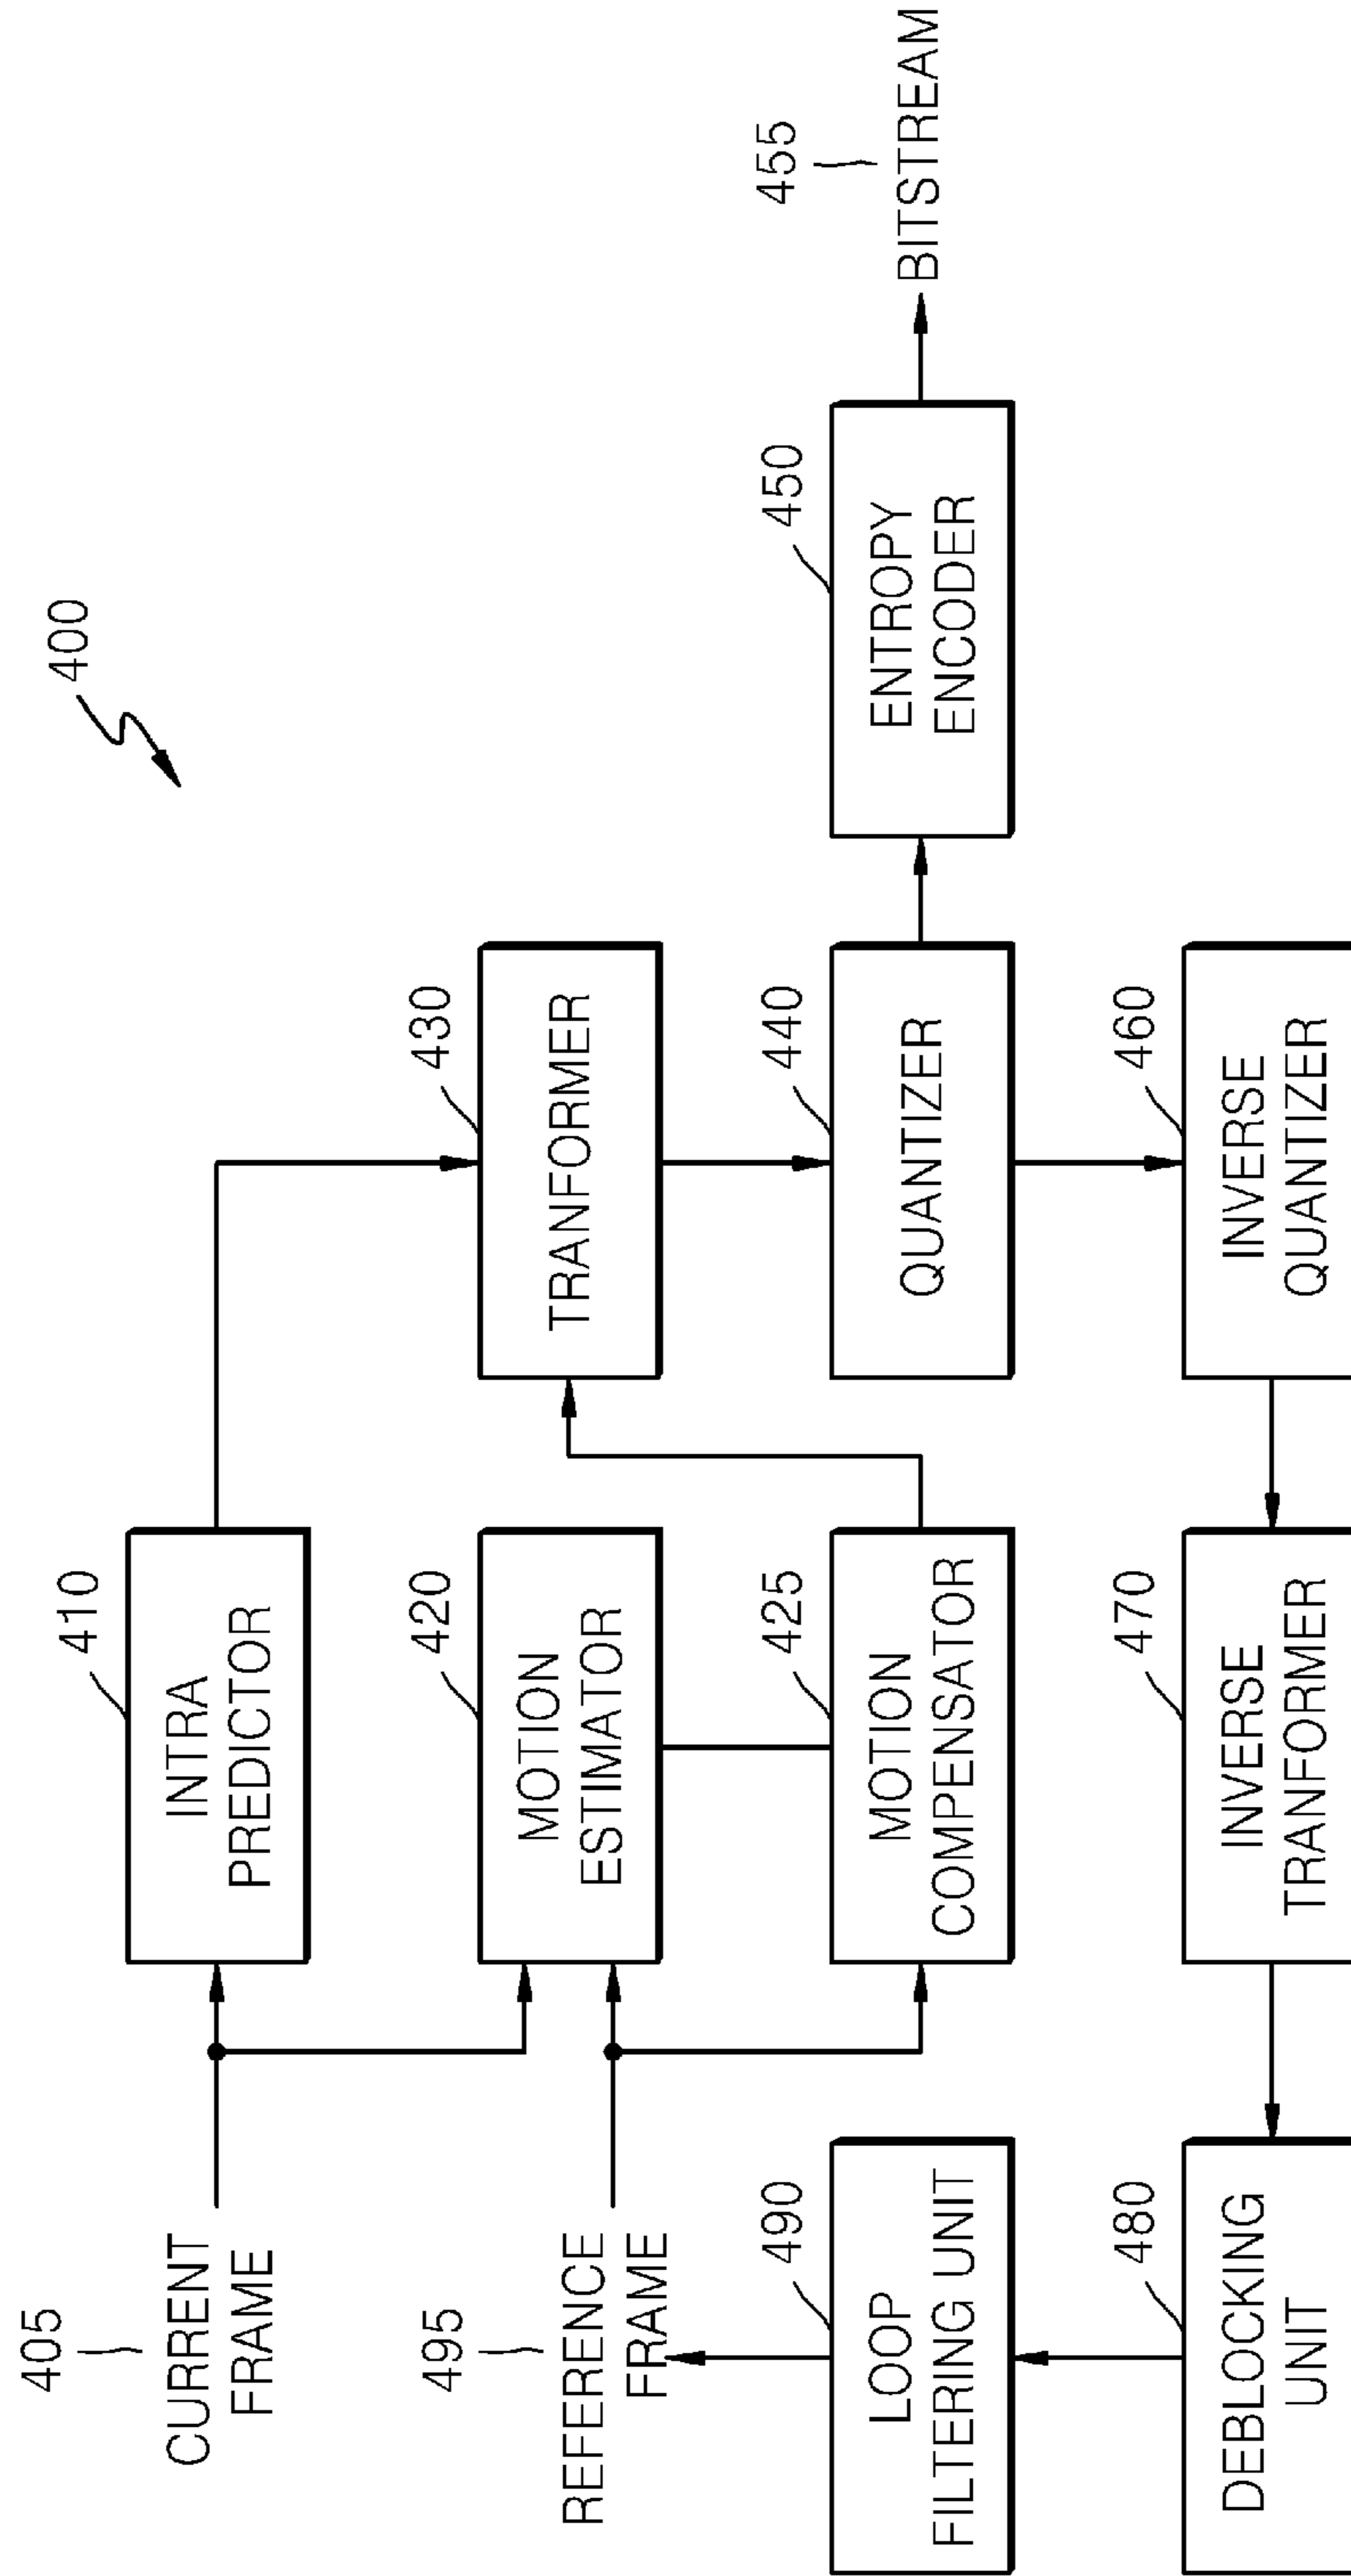 400
405
CURRENT
FRAME
410
INTRA
PREDICTOR
495
REFERENCE
FRAME
420
MOTION
ESTIMATOR
430
TRANFORMER
490
LOOP
FILTERING UNIT
425
MOTION
COMPENSATOR
440
QUANTIZER
450
ENTROPY
ENCODER
455
BITSTREAM
480
DEBLOCKING
UNIT
470
INVERSE
TRANFORMER
460
INVERSE
QUANTIZER